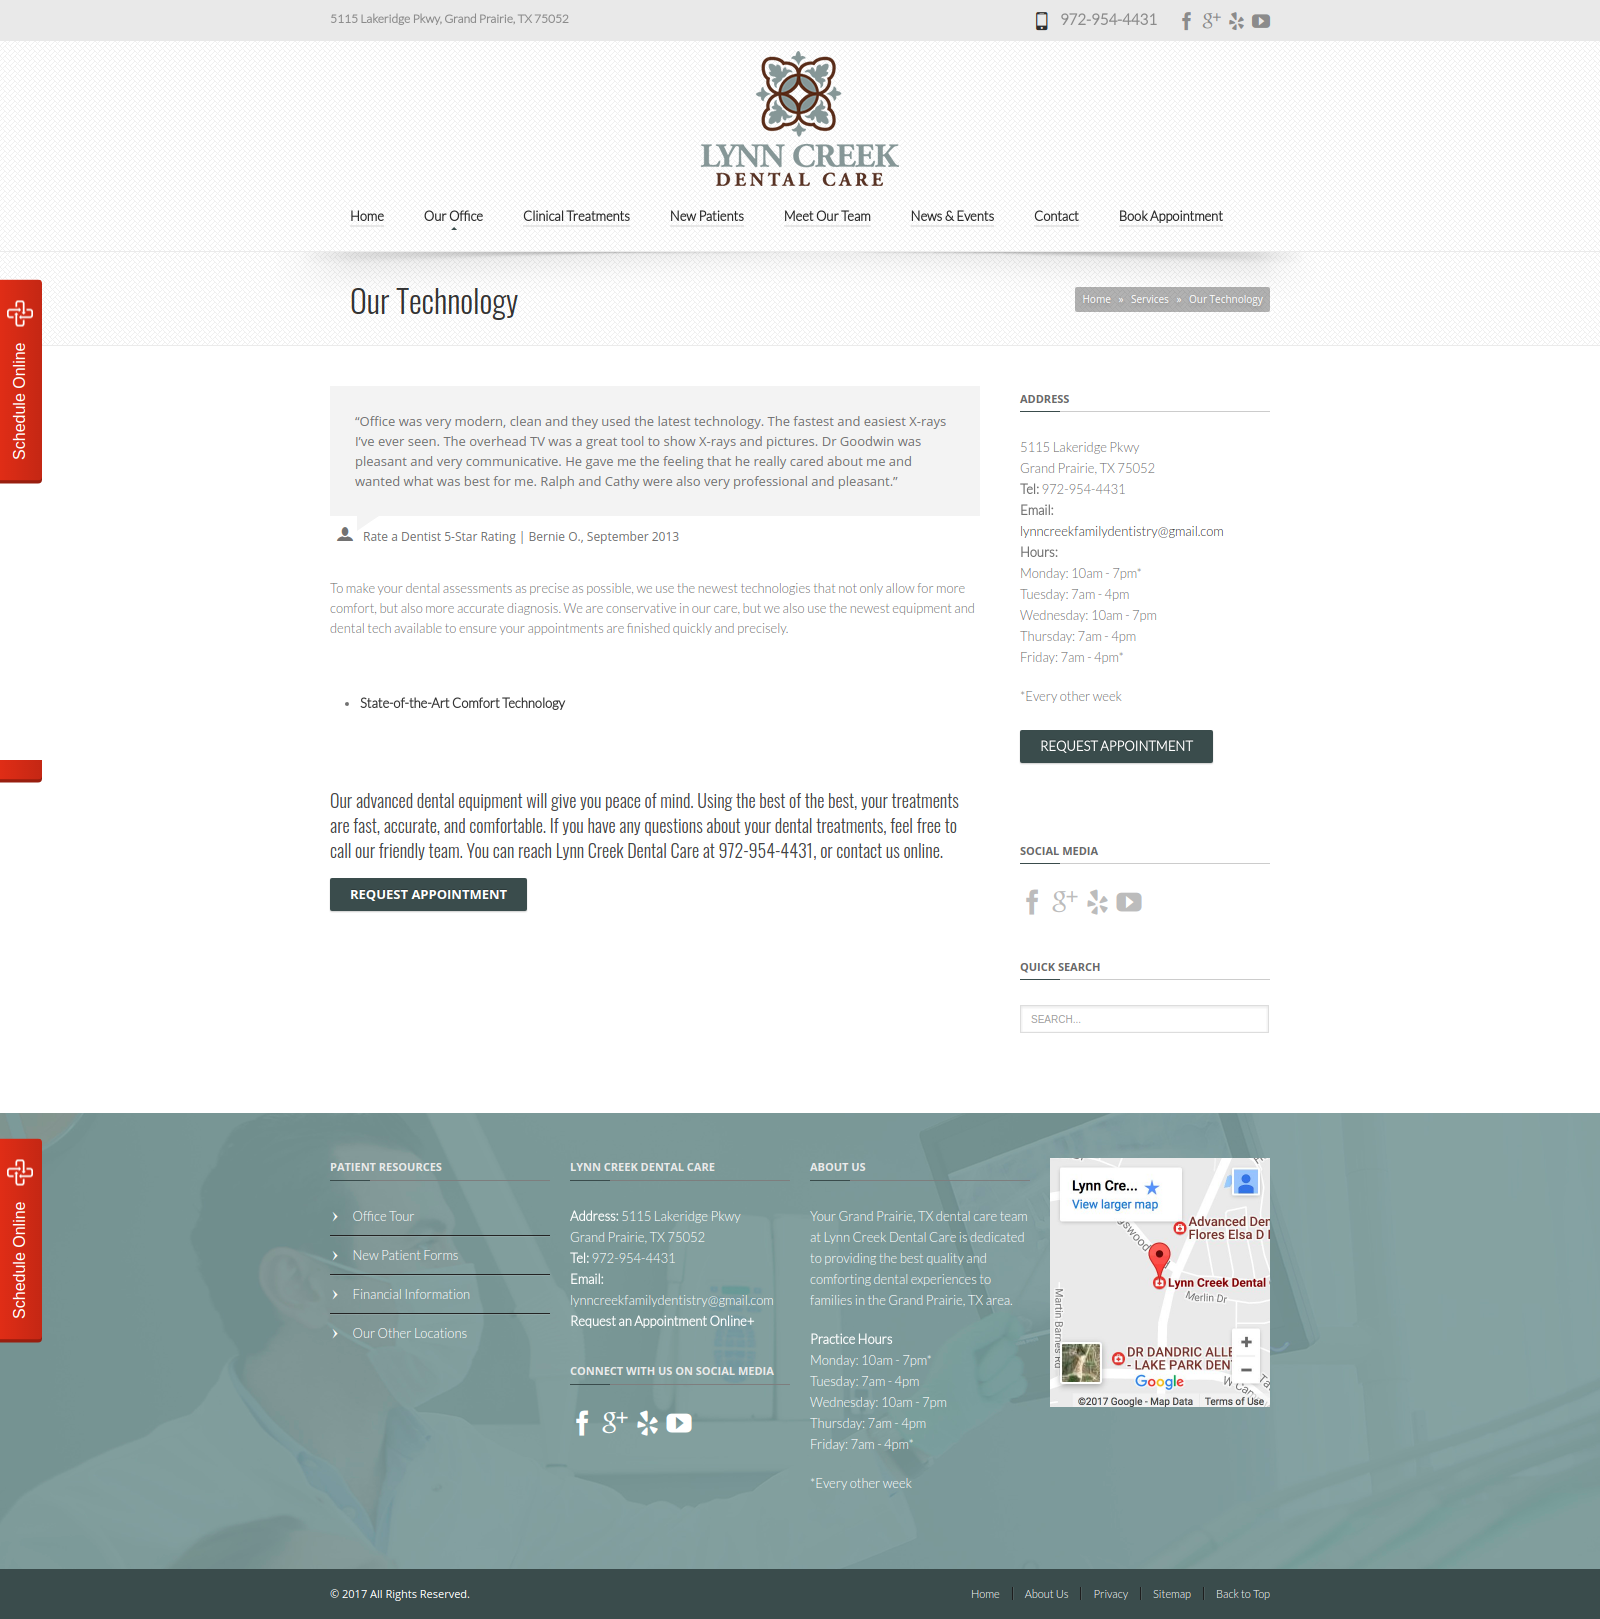 5115 Lakeridge Pkwy, Grand Prairie, TX 75052
972-954-4431
LYNN CREEK
DENTAL CARE
Home
Our Office
Clinical Treatments
New Patients
Meet Our Team
News & Events
Contact
Book Appointment
Our Technology
Home » Services » Our Technology
Schedule Online
“Office was very modern, clean and they used the latest technology. The fastest and easiest X-rays
I’ve ever seen. The overhead TV was a great tool to show X-rays and pictures. Dr Goodwin was
pleasant and very communicative. He gave me the feeling that he really cared about me and
wanted what was best for me. Ralph and Cathy were also very professional and pleasant.”
Rate a Dentist 5-Star Rating | Bernie O., September 2013
To make your dental assessments as precise as possible, we use the newest technologies that not only allow for more
comfort, but also more accurate diagnosis. We are conservative in our care, but we also use the newest equipment and
dental tech available to ensure your appointments are finished quickly and precisely.
• State-of-the-Art Comfort Technology
Our advanced dental equipment will give you peace of mind. Using the best of the best, your treatments
are fast, accurate, and comfortable. If you have any questions about your dental treatments, feel free to
call our friendly team. You can reach Lynn Creek Dental Care at 972-954-4431, or contact us online.
REQUEST APPOINTMENT
ADDRESS
5115 Lakeridge Pkwy
Grand Prairie, TX 75052
Tel: 972-954-4431
Email:
lynncreekfamilydentistry@gmail.com
Hours:
Monday: 10am - 7pm*
Tuesday: 7am - 4pm
Wednesday: 10am - 7pm
Thursday: 7am - 4pm
Friday: 7am - 4pm*
*Every other week
REQUEST APPOINTMENT
SOCIAL MEDIA
QUICK SEARCH
SEARCH...
Schedule Online
PATIENT RESOURCES
Office Tour
New Patient Forms
Financial Information
Our Other Locations
LYNN CREEK DENTAL CARE
Address: 5115 Lakeridge Pkwy
Grand Prairie, TX 75052
Tel: 972-954-4431
Email:
lynncreekfamilydentistry@gmail.com
Request an Appointment Online+
CONNECT WITH US ON SOCIAL MEDIA
ABOUT US
Your Grand Prairie, TX dental care team
at Lynn Creek Dental Care is dedicated
to providing the best quality and
comforting dental experiences to
families in the Grand Prairie, TX area.
Practice Hours
Monday: 10am - 7pm*
Tuesday: 7am - 4pm
Wednesday: 10am - 7pm
Thursday: 7am - 4pm
Friday: 7am - 4pm*
*Every other week
Lynn Cre...
View larger map
Advanced Den
Flores Elsa D
Lynn Creek Dental
Merlin Dr
Martin Barnes Rd
DR DANDRIC ALLE
- LAKE PARK DEN
Google
©2017 Google - Map Data
Terms of Use
© 2017 All Rights Reserved.
Home
About Us
Privacy
Sitemap
Back to Top